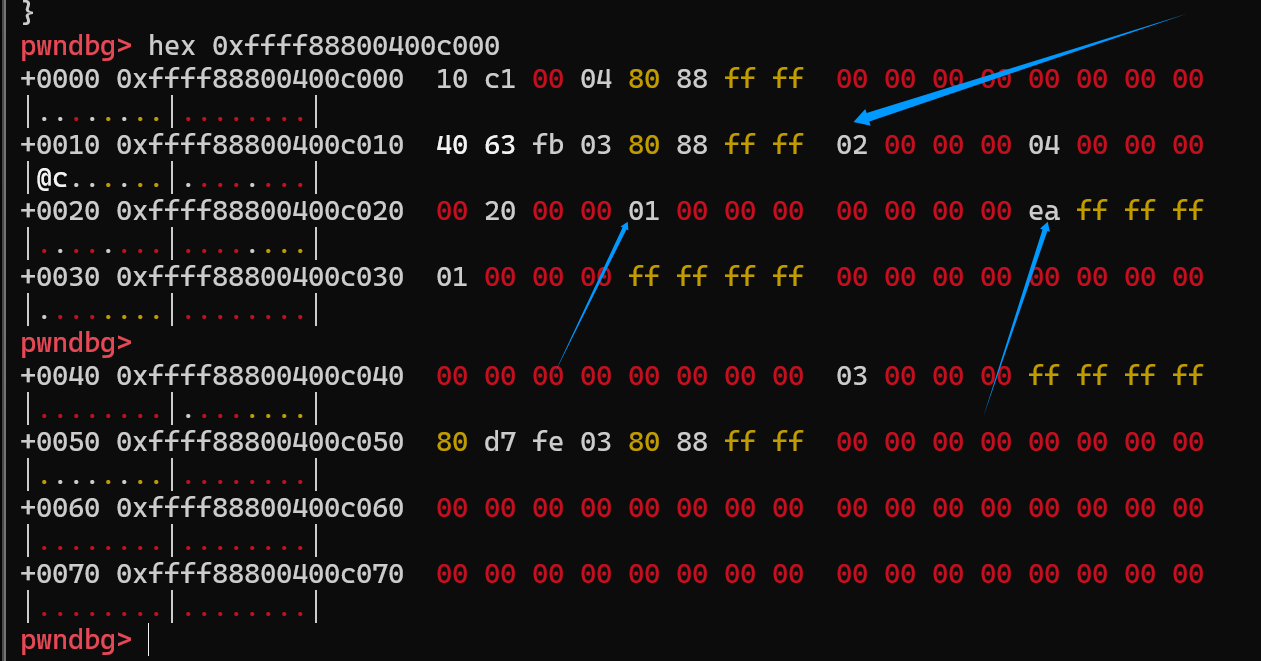 }
pwndbg> hex 0xffff88800400c000
+0000 0xffff88800400c000  10 c1 00 04 80 88 ff ff  00 00 00 00 00 00 00 00
|........|........|
+0010 0xffff88800400c010  40 63 fb 03 80 88 ff ff  02 00 00 00 04 00 00 00
|@c......|........|
+0020 0xffff88800400c020  00 20 00 00 01 00 00 00  00 00 00 00 ea ff ff ff
|........|........|
+0030 0xffff88800400c030  01 00 00 00 ff ff ff ff  00 00 00 00 00 00 00 00
|........|........|
pwndbg>
+0040 0xffff88800400c040  00 00 00 00 00 00 00 00  03 00 00 00 ff ff ff ff
|........|........|
+0050 0xffff88800400c050  80 d7 fe 03 80 88 ff ff  00 00 00 00 00 00 00 00
|........|........|
+0060 0xffff88800400c060  00 00 00 00 00 00 00 00  00 00 00 00 00 00 00 00
|........|........|
+0070 0xffff88800400c070  00 00 00 00 00 00 00 00  00 00 00 00 00 00 00 00
|........|........|
pwndbg>